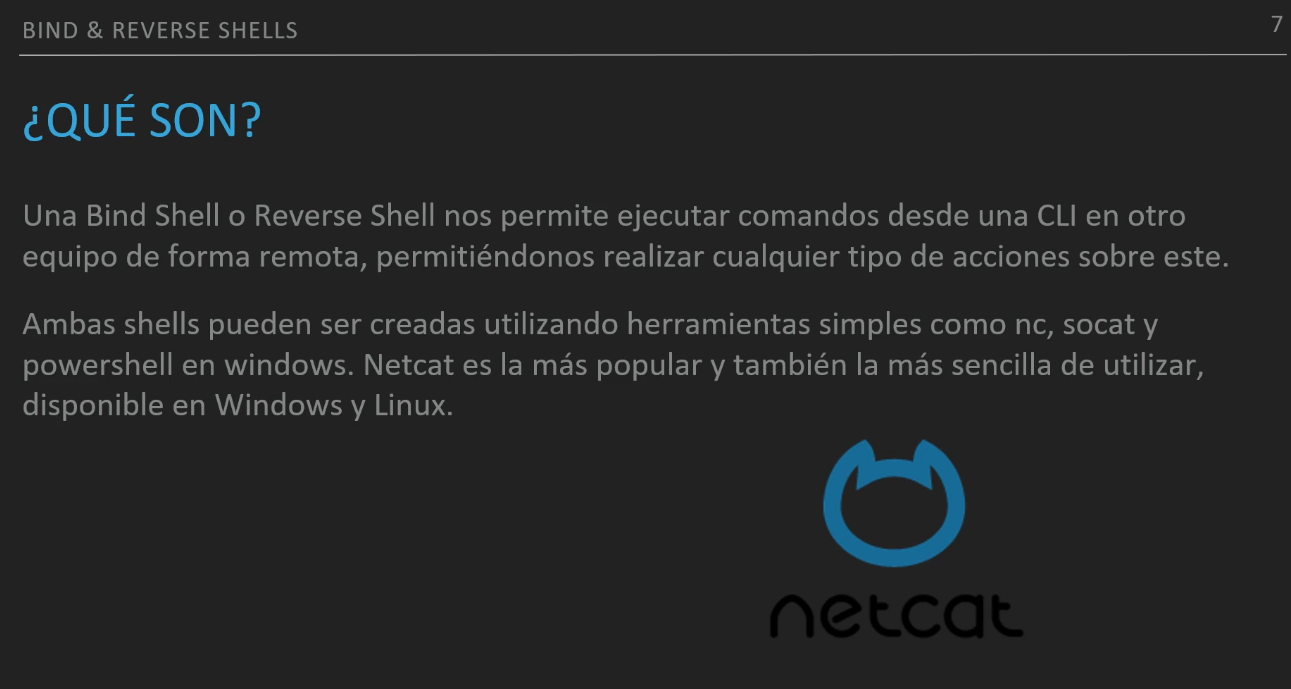 BIND & REVERSE SHELLS
7
¿QUÉ SON?
Una Bind Shell o Reverse Shell nos permite ejecutar comandos desde una CLI en otro
equipo de forma remota, permitiéndonos realizar cualquier tipo de acciones sobre este.
Ambas shells pueden ser creadas utilizando herramientas simples como nc, socat y
powershell en windows. Netcat es la más popular y también la más sencilla de utilizar,
disponible en Windows y Linux.
netcat